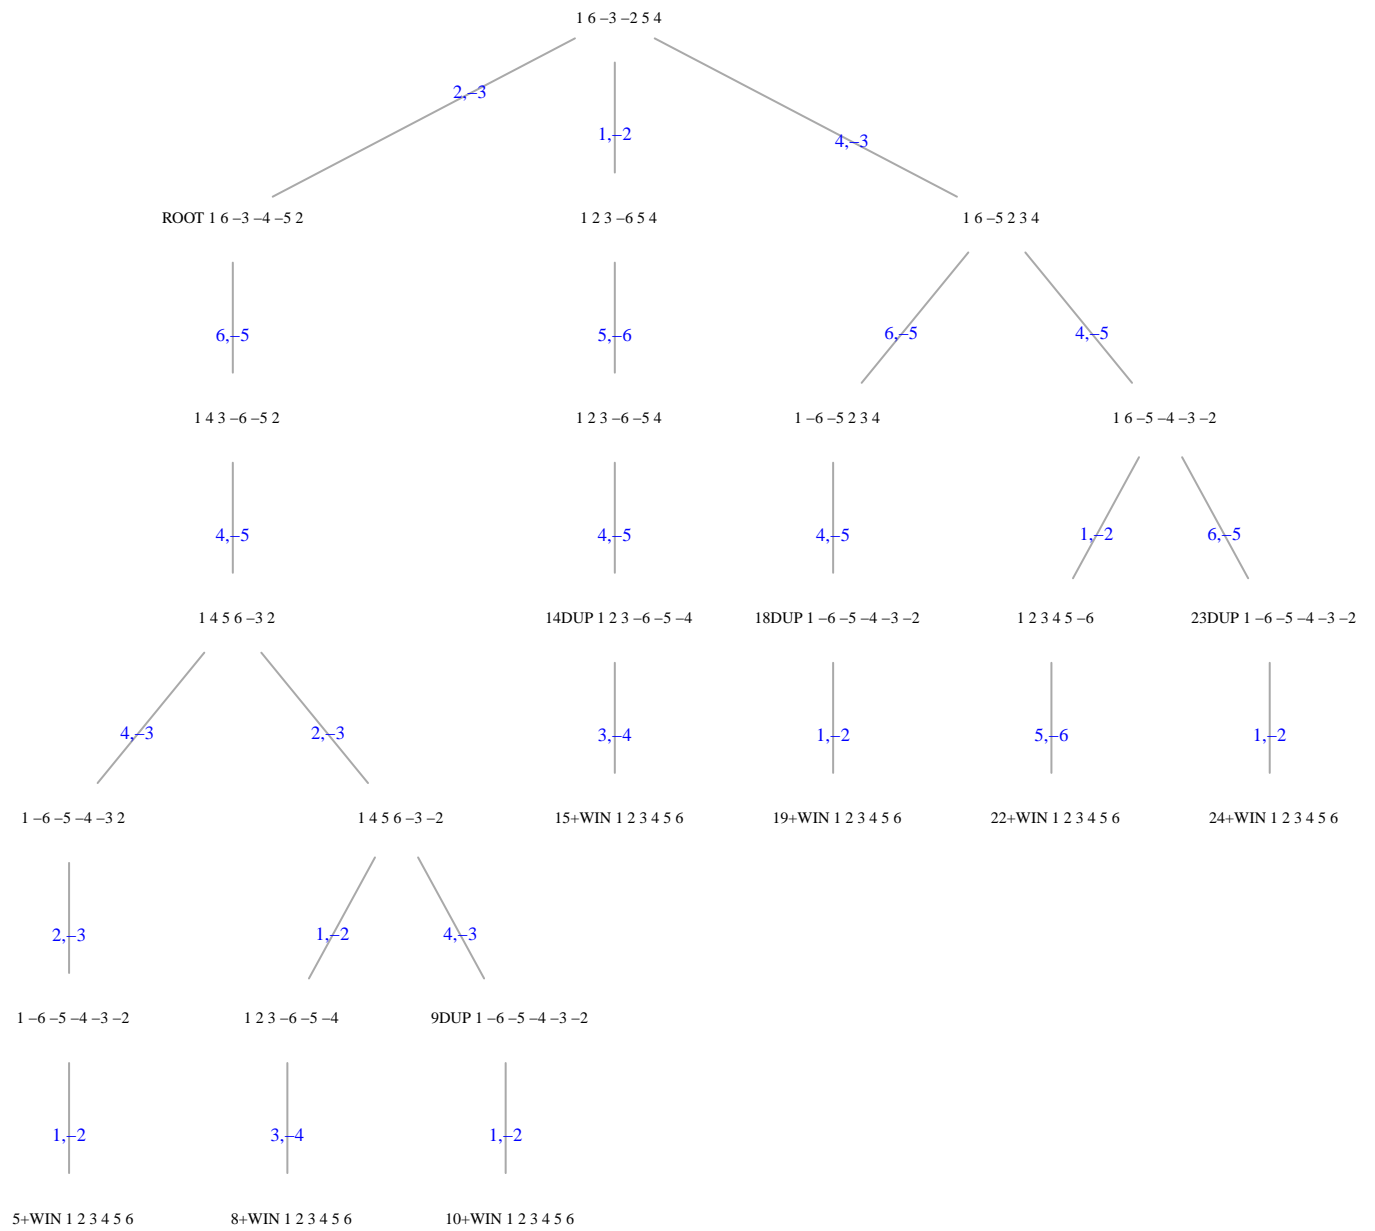 1 6 –3 –2 5 4
2,–3
1,–2
4,–3
ROOT 1 6 –3 –4 –5 2
1 2 3 –6 5 4
1 6 –5 2 3 4
6,–5
5,–6
6,–5
4,–5
1 4 3 –6 –5 2
1 2 3 –6 –5 4
1 –6 –5 2 3 4
1 6 –5 –4 –3 –2
4,–5
4,–5
4,–5
1,–2
6,–5
1 4 5 6 –3 2
14DUP 1 2 3 –6 –5 –4
18DUP 1 –6 –5 –4 –3 –2
1 2 3 4 5 –6
23DUP 1 –6 –5 –4 –3 –2
4,–3
2,–3
3,–4
1,–2
5,–6
1,–2
1 –6 –5 –4 –3 2
1 4 5 6 –3 –2
15+WIN 1 2 3 4 5 6
19+WIN 1 2 3 4 5 6
22+WIN 1 2 3 4 5 6
24+WIN 1 2 3 4 5 6
2,–3
1,–2
4,–3
1 –6 –5 –4 –3 –2
1 2 3 –6 –5 –4
9DUP 1 –6 –5 –4 –3 –2
1,–2
3,–4
1,–2
5+WIN 1 2 3 4 5 6
8+WIN 1 2 3 4 5 6
10+WIN 1 2 3 4 5 6